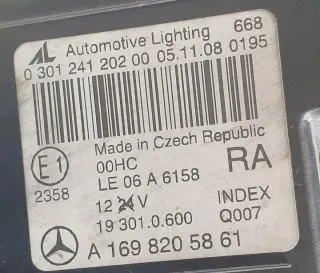 AL Automotive Lighting 668
0 301 241 202 00 05.11.08 0195
Made in Czech Republic
E1 00HC RA
2358 LE 06 A 6158
12 24 V INDEX
19 301.0.600 Q007
A 169 820 58 61